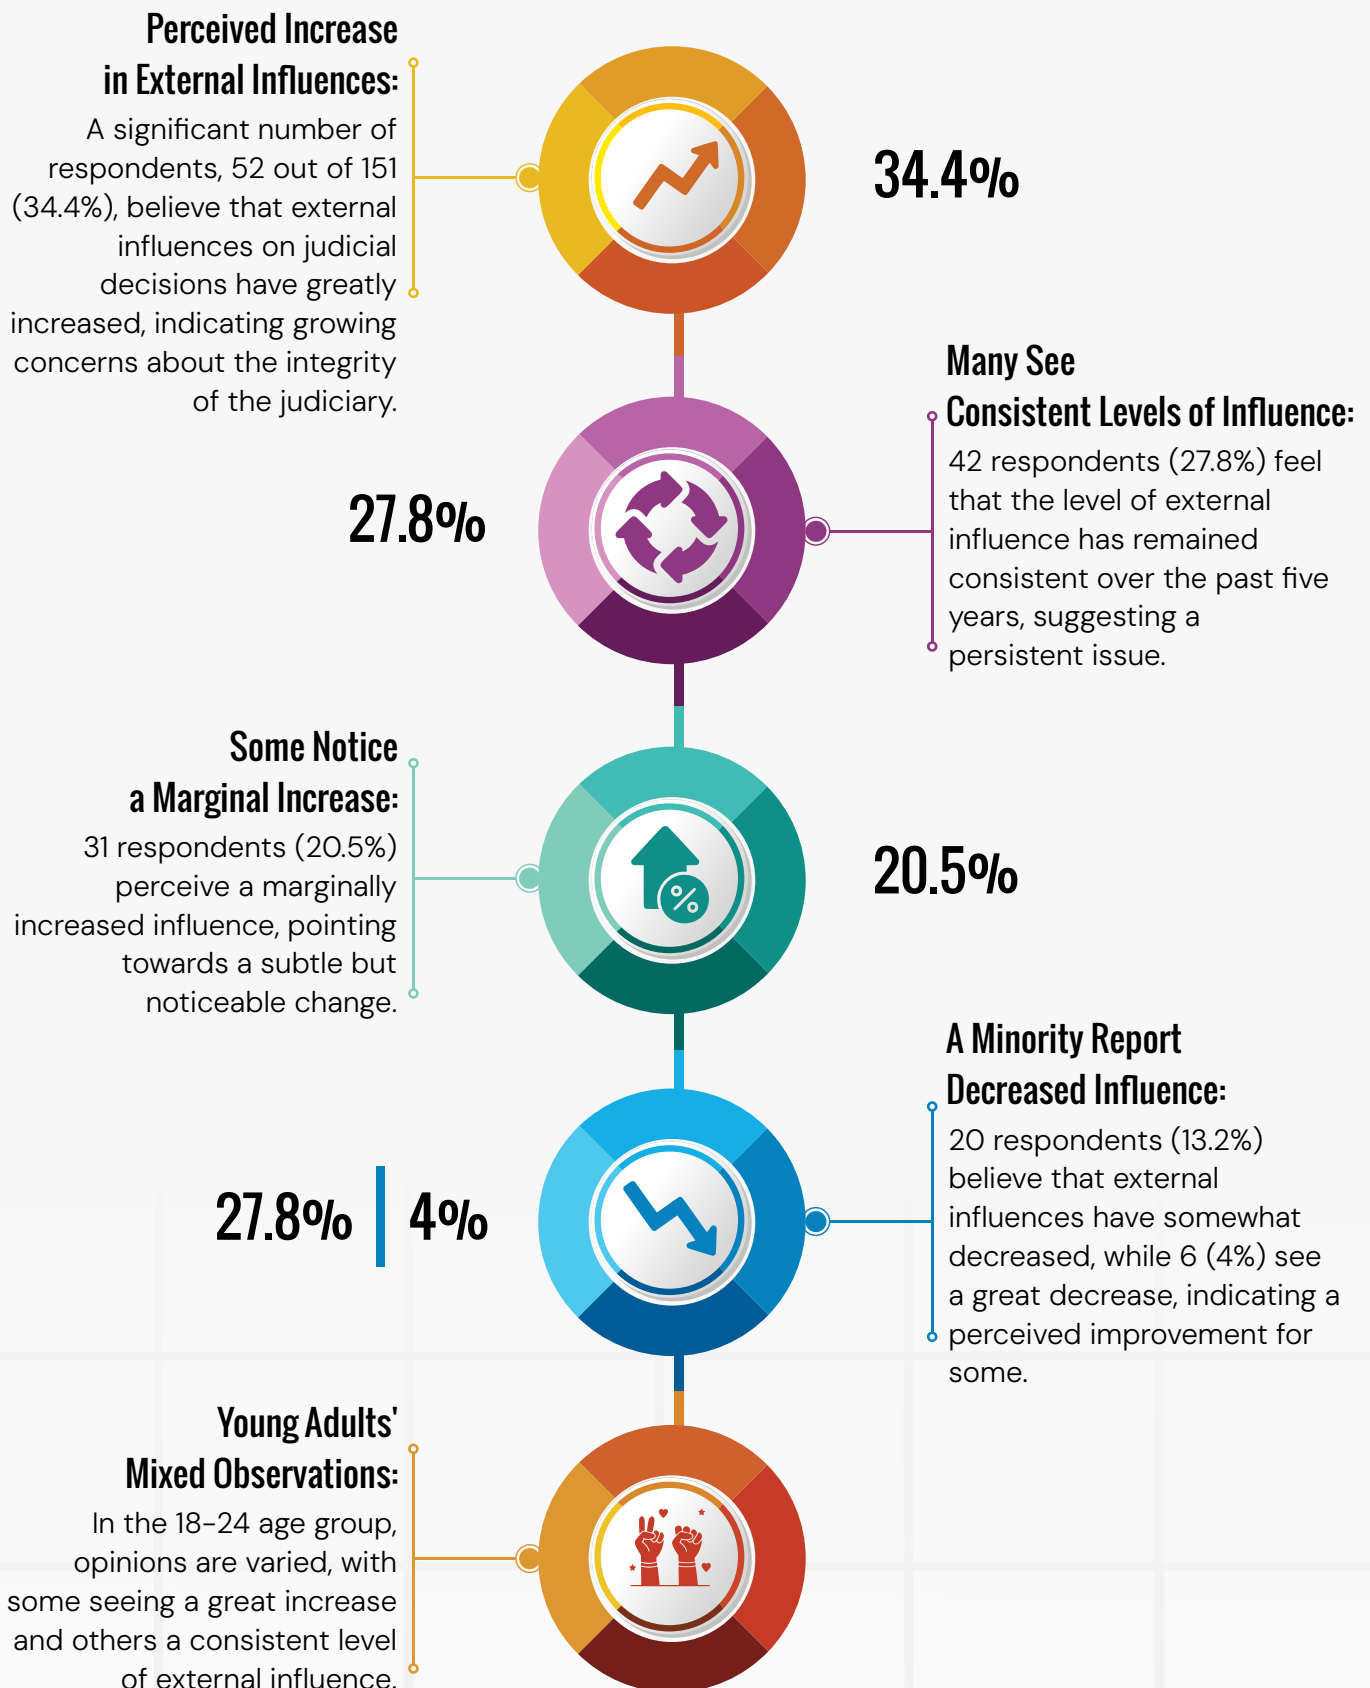 Perceived Increase
in External Influences:
A significant number of
respondents, 52 out of 151
(34.4%), believe that external
influences on judicial
decisions have greatly
increased, indicating growing
concerns about the integrity
of the judiciary.
34.4%
Many See
Consistent Levels of Influence:
42 respondents (27.8%) feel
that the level of external
influence has remained
consistent over the past five
years, suggesting a
persistent issue.
27.8%
Some Notice
a Marginal Increase:
31 respondents (20.5%)
perceive a marginally
increased influence, pointing
towards a subtle but
noticeable change.
%
20.5%
A Minority Report
Decreased Influence:
20 respondents (13.2%)
believe that external
influences have somewhat
decreased, while 6 (4%) see
a great decrease, indicating a
perceived improvement for
some.
27.8% | 4%
Young Adults'
Mixed Observations:
In the 18-24 age group,
opinions are varied, with
some seeing a great increase
and others a consistent level
of external influence.